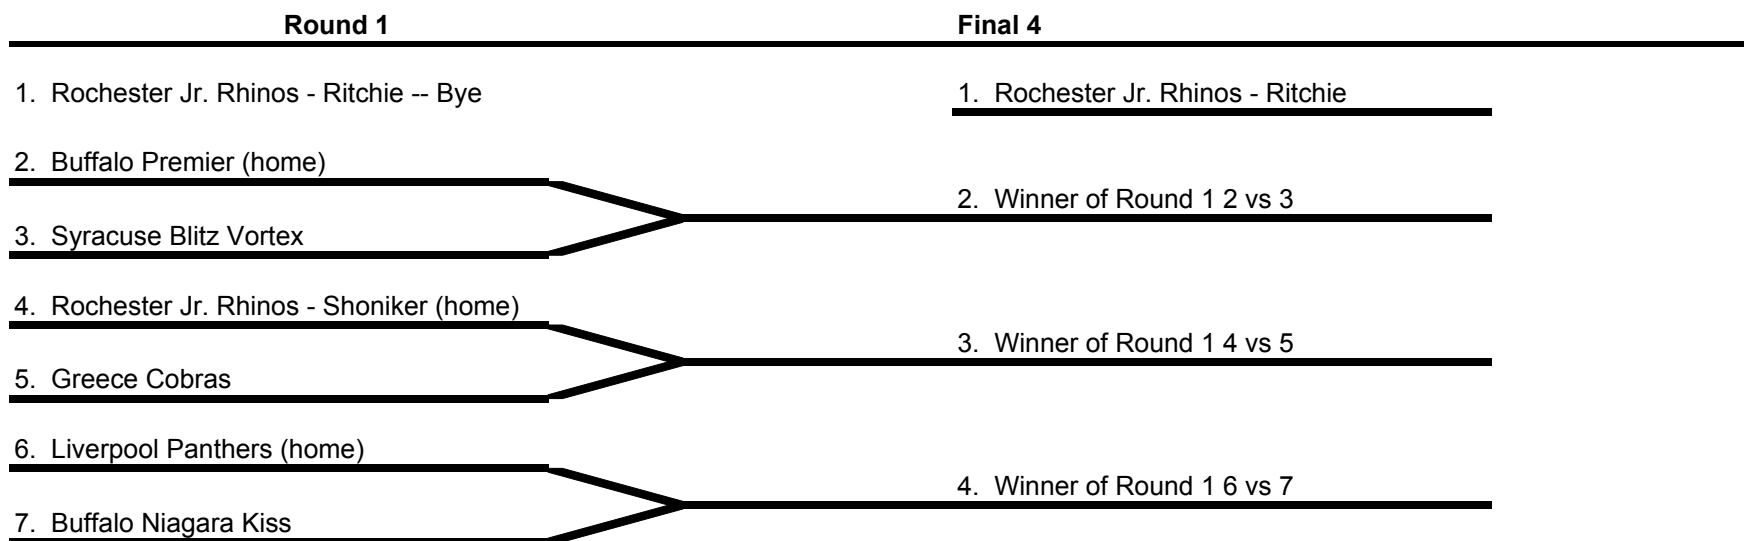 Round 1
Final 4
1. Rochester Jr. Rhinos - Ritchie -- Bye
1. Rochester Jr. Rhinos - Ritchie
2. Buffalo Premier (home)
2. Winner of Round 1 2 vs 3
3. Syracuse Blitz Vortex
4. Rochester Jr. Rhinos - Shoniker (home)
3. Winner of Round 1 4 vs 5
5. Greece Cobras
6. Liverpool Panthers (home)
4. Winner of Round 1 6 vs 7
7. Buffalo Niagara Kiss